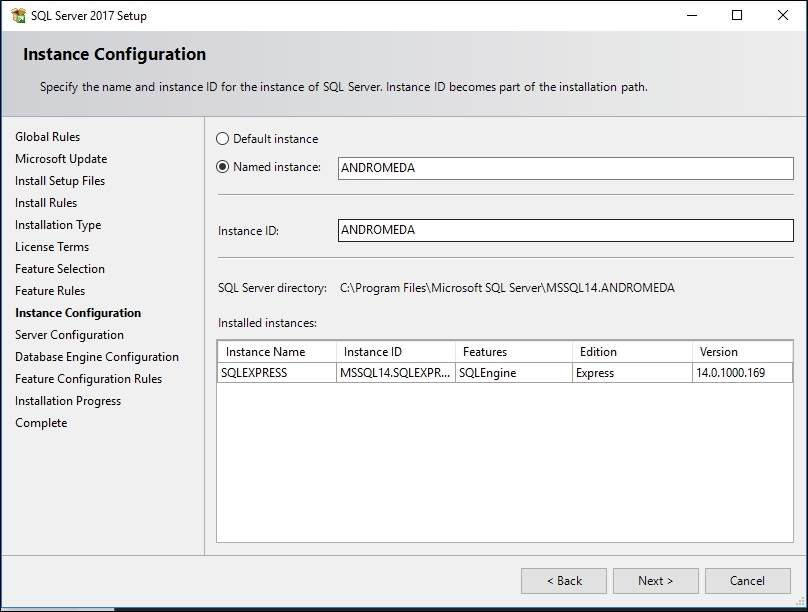 SQL Server 2017 Setup
Instance Configuration
Specify the name and instance ID for the instance of SQL Server. Instance ID becomes part of the installation path.
Global Rules
Microsoft Update
Install Setup Files
Install Rules
Installation Type
License Terms
Feature Selection
Feature Rules
Instance Configuration
Server Configuration
Database Engine Configuration
Feature Configuration Rules
Installation Progress
Complete
Default instance
Named instance: ANDROMEDA
Instance ID: ANDROMEDA
SQL Server directory: C:\Program Files\Microsoft SQL Server\MSSQL14.ANDROMEDA
Installed instances:
Instance Name Instance ID Features Edition Version
SQLEXPRESS MSSQL14.SQLEXPR... SQLEngine Express 14.0.1000.169
< Back Next > Cancel